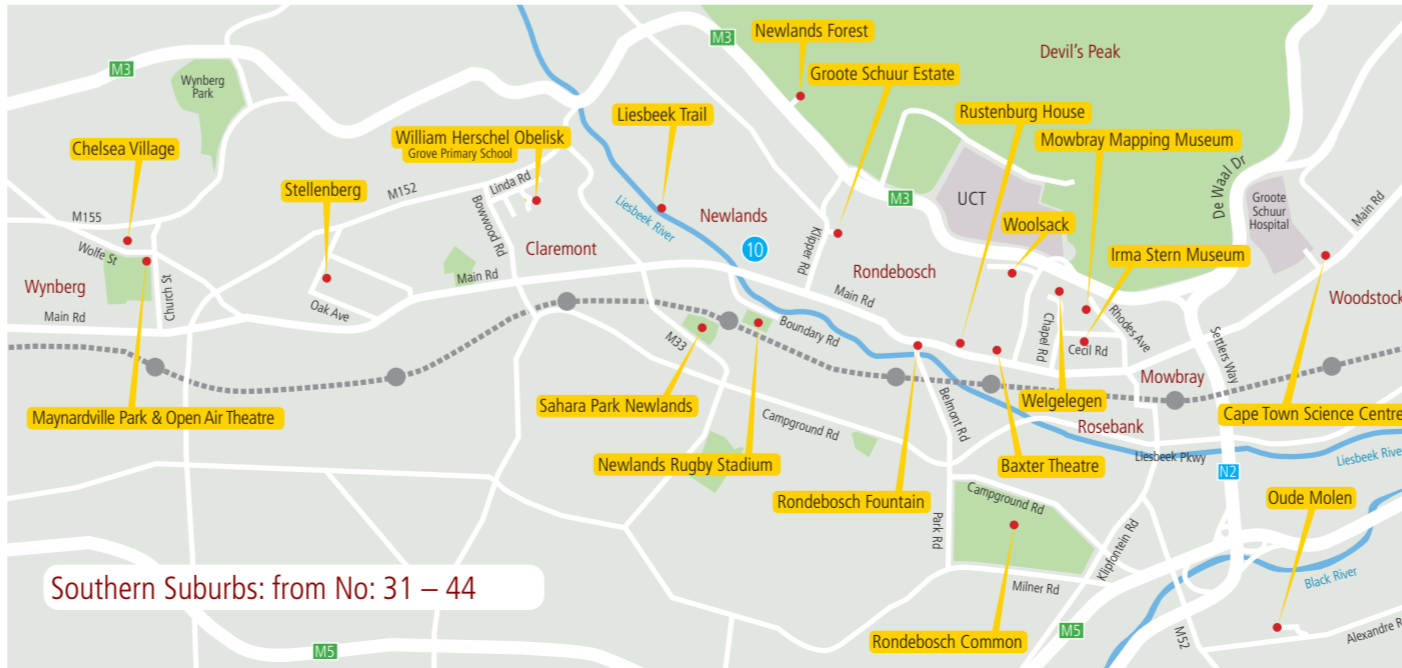 M3
Newlands Forest
Devil's Peak
Groote Schuur Estate
M3
Wynberg
Park
Rustenburg House
Mowbray Mapping Museum
William Herschel Obelisk
Grove Primary School
Liesbeek Trail
Chelsea Village
Stellenberg
M152
Linda Rd
De Waal Dr
UCT
M3
Groote
Schuur
Hospital
Main Rd
M155
Bowwood Rd
Liesbeek River
Newlands
Woolsack
Wolfe St
Claremont
10
Klipper Rd
Rondebosch
Irma Stern Museum
Wynberg
Church St
Oak Ave
Main Rd
Main Rd
Woodstock
Main Rd
Boundary Rd
M33
Chapel Rd
Rhodes Ave
Cecil Rd
Settlers Way
Mowbray
Maynardville Park & Open Air Theatre
Sahara Park Newlands
Campground Rd
Belmont Rd
Welgelegen
Rosebank
Cape Town Science Centre
Newlands Rugby Stadium
Baxter Theatre
Liesbeek Pkwy
Liesbeek Rive
N2
Rondebosch Fountain
Campground Rd
Oude Molen
Park Rd
Klipfontein Rd
Southern Suburbs: from No: 31 – 44
Milner Rd
Black River
Rondebosch Common
M5
M5
M52
Alexandre R